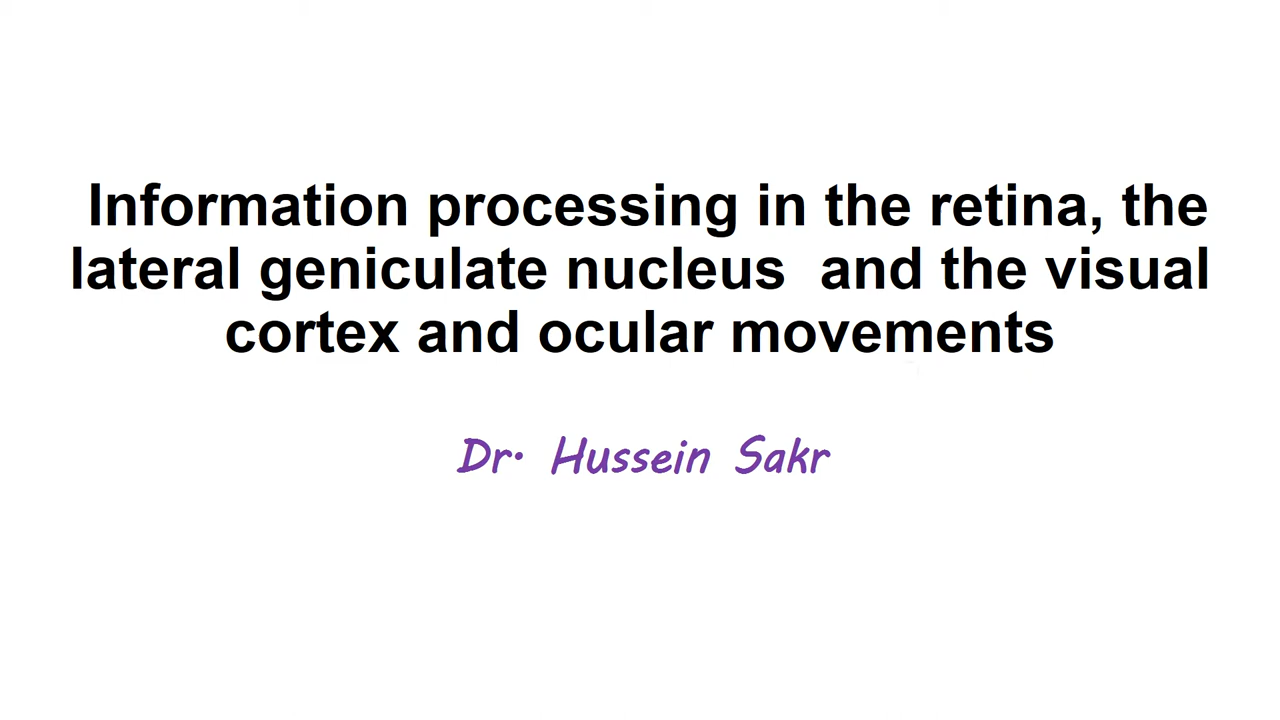 Information processing in the retina, the
lateral geniculate nucleus and the visual
cortex and ocular movements
Dr. Hussein Sakr